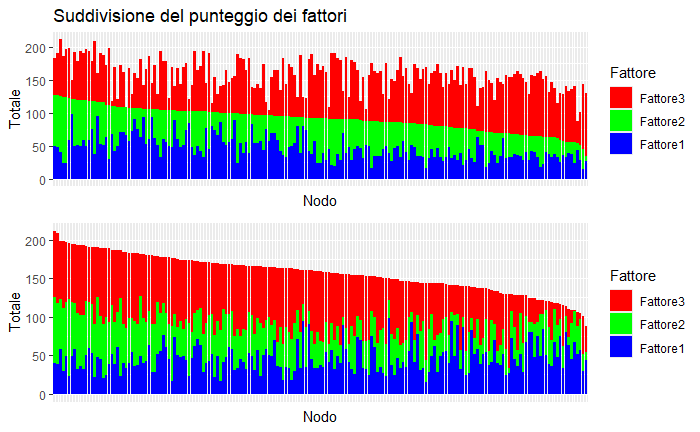 Suddivisione del punteggio dei fattori
Totale
200
150
100
50
0
Nodo
Fattore
Fattore3
Fattore2
Fattore1
Totale
200
150
100
50
0
Nodo
Fattore
Fattore3
Fattore2
Fattore1